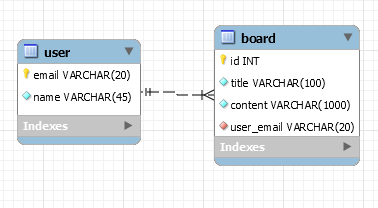 user
email VARCHAR(20)
name VARCHAR(45)
Indexes
board
id INT
title VARCHAR(100)
content VARCHAR(1000)
user_email VARCHAR(20)
Indexes